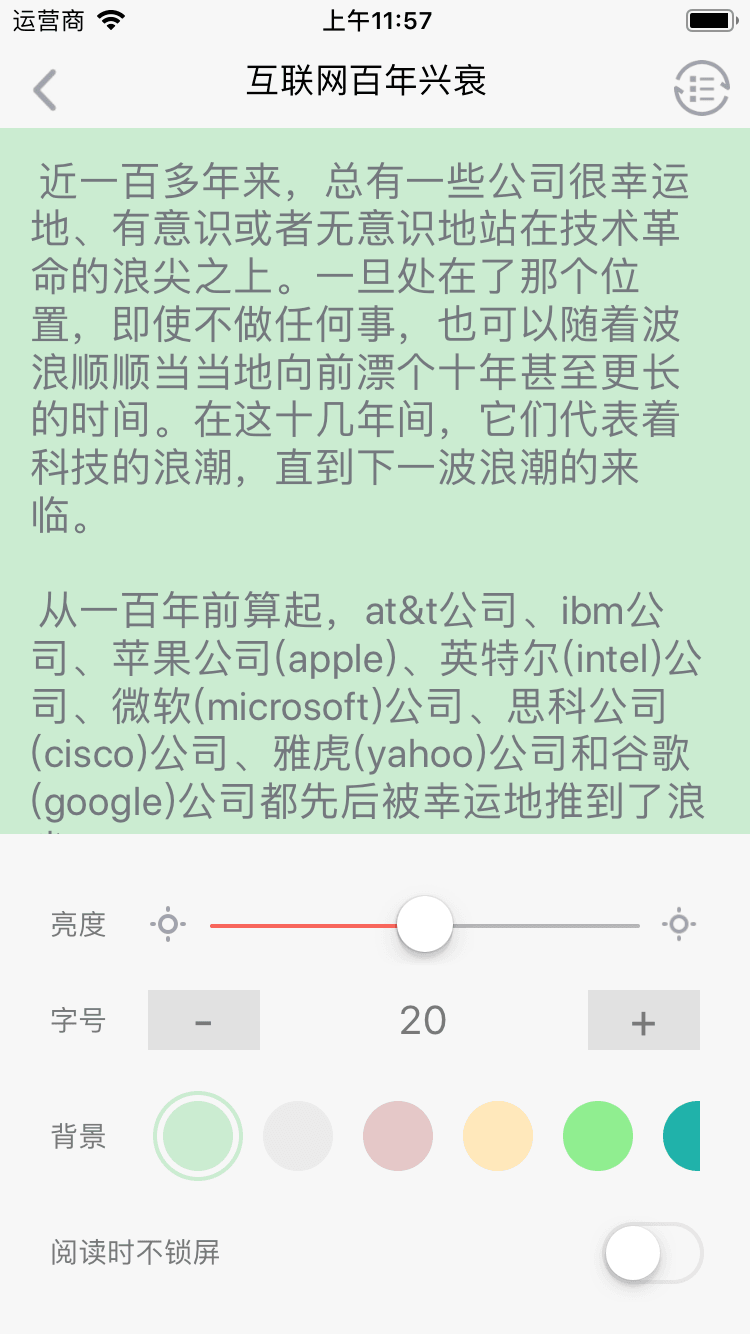 运营商 上午11:57
互联网百年兴衰
近一百多年来，总有一些公司很幸运
地、有意识或者无意识地站在技术革
命的浪尖之上。一旦处在了那个位
置，即使不做任何事，也可以随着波
浪顺顺当当地向前漂个十年甚至更长
的时间。在这十几年间，它们代表着
科技的浪潮，直到下一波浪潮的来
临。
从一百年前算起，at&t公司、ibm公
司、苹果公司(apple)、英特尔(intel)公
司、微软(microsoft)公司、思科公司
(cisco)公司、雅虎(yahoo)公司和谷歌
(google)公司都先后被幸运地推到了浪
亮度
字号 - 20 +
背景
阅读时不锁屏